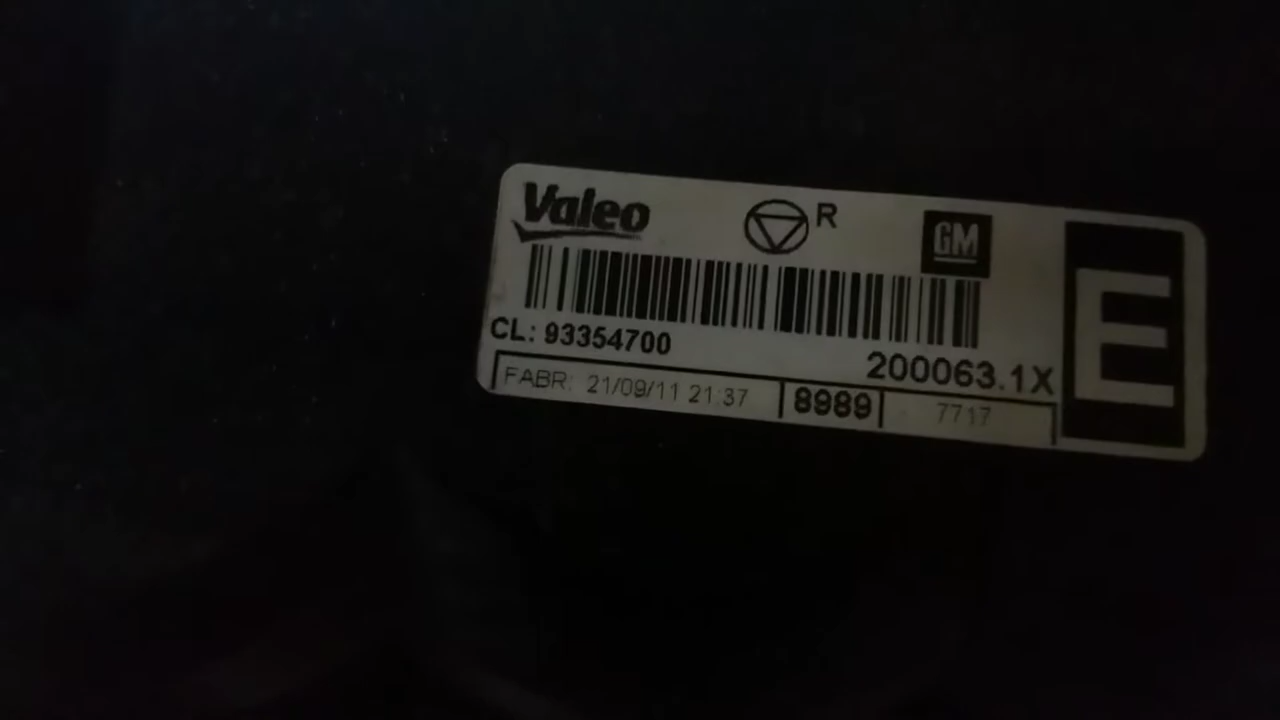 Valeo
R
GM
CL: 93354700
200063.1X
FABR: 21/09/11 21:37
8989
7717
E